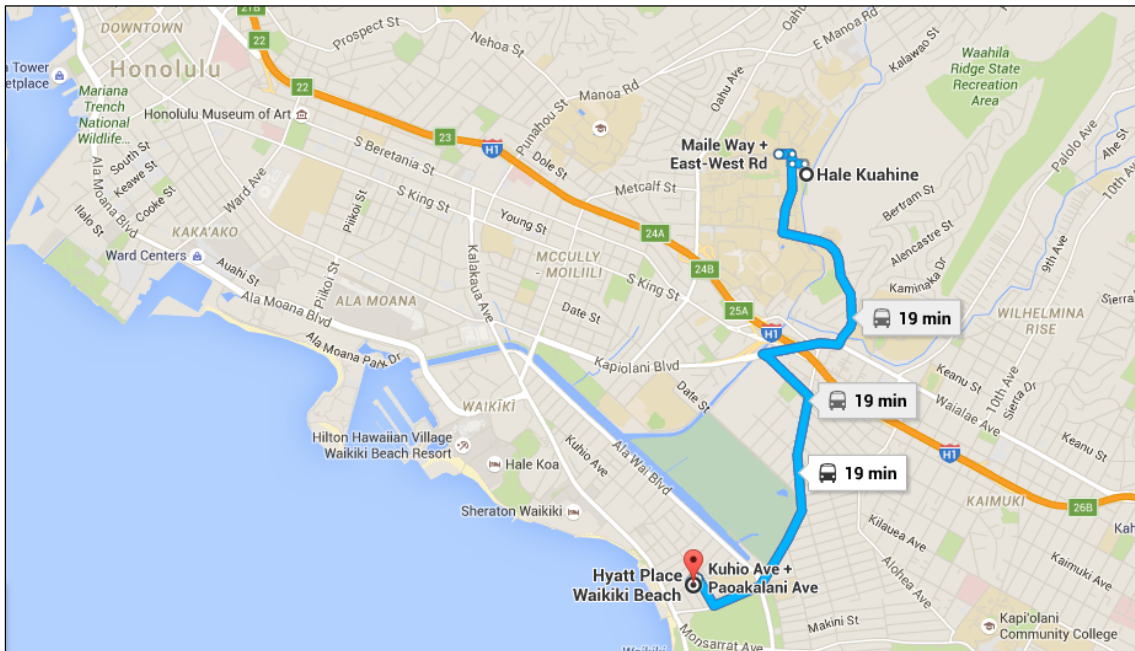 21B
DOWNTOWN
22
Prospect St
Nehoa St
Oahu Ave
E Manoa Rd
Kalawao St
Tower
etplace
Honolulu
22
Mariana
Trench
National
Wildlife...
Honolulu Museum of Art
Punahou St
Manoa Rd
Oahu Ave
Waahila
Ridge State
Recreation
Area
23
H1
S Beretania St
Dole St
Maile Way +
East-West Rd
Hale Kuahine
Palolo Ave
Ahe St
10th Ave
South St
Keawe St
Cooke St
Ilalo St
Ala Moana Blvd
Ward Ave
Piikoi St
S King St
Metcalf St
Young St
Bertram St
Alencastre St
9th Ave
KAKA'AKO
Ward Centers
Auahi St
Piikoi St
24A
MCCULLY
- MOILIILI
24B
S King St
Kaminaka Dr
Sierra
Kalakaua Ave
ALA MOANA
Ala Moana Blvd
Date St
25A
H1
19 min
WILHELMINA
RISE
Ala Moana Park Dr
Kapiolani Blvd
Date St
Keanu St
10th Ave
Sierra Dr
WAIKĪKĪ
19 min
Waialae Ave
Keanu St
Hilton Hawaiian Village
Waikiki Beach Resort
Hale Koa
Kuhio Ave
Ala Wai Blvd
H1
19 min
KAIMUKI
26B
Kah
Sheraton Waikiki
Kilauea Ave
Alohea Ave
Kaimuki Ave
Hyatt Place
Waikiki Beach
Kuhio Ave +
Paoakalani Ave
Makini St
Kapi'olani
Community College
Monsarrat Ave
Waikiki